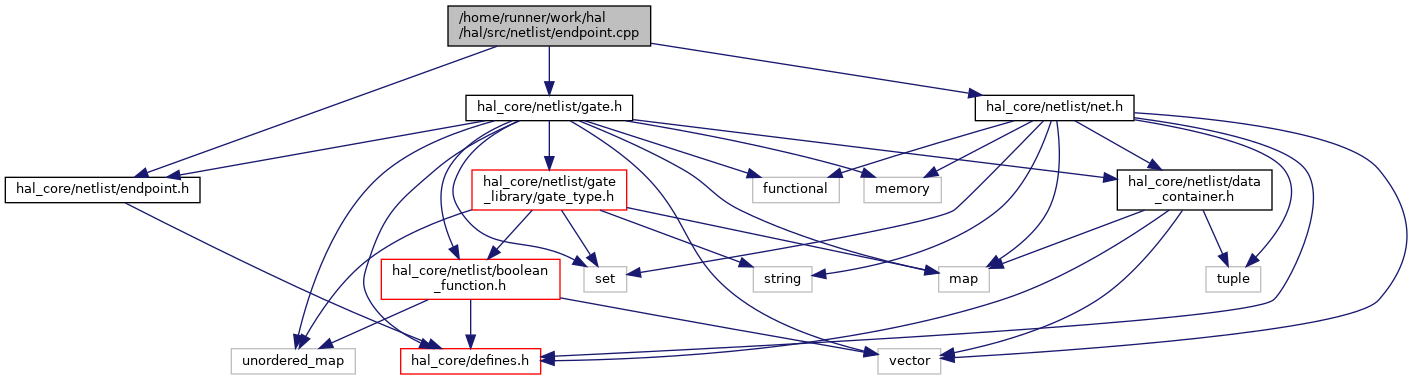 /home/runner/work/hal
/hal/src/netlist/endpoint.cpp
hal_core/netlist/gate.h
hal_core/netlist/net.h
hal_core/netlist/endpoint.h
hal_core/netlist/gate
_library/gate_type.h
functional
memory
hal_core/netlist/data
_container.h
hal_core/netlist/boolean
_function.h
set
string
map
tuple
unordered_map
hal_core/defines.h
vector